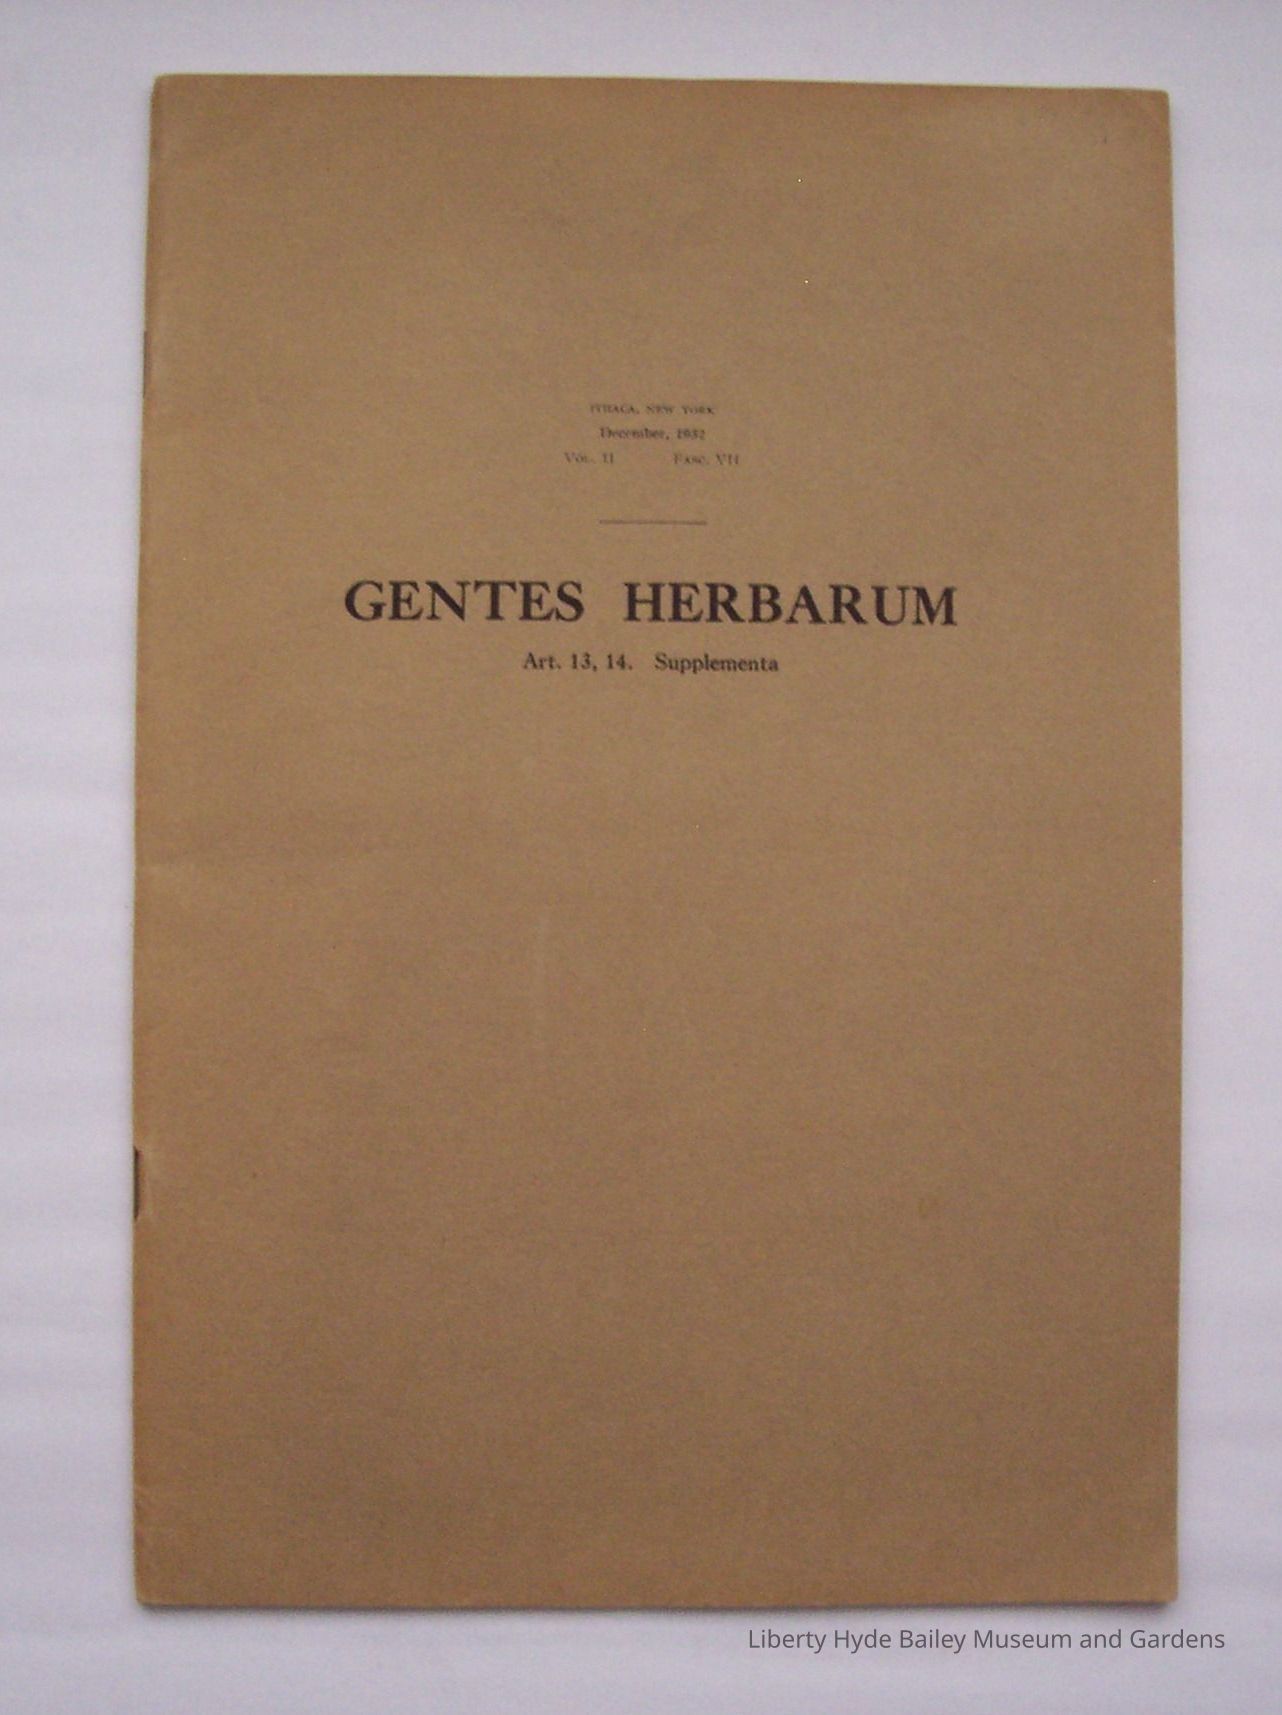 ITHACA, NEW YORK
December, 1932
VOL. II FASC. VII
GENTES HERBARUM
Art. 13, 14. Supplementa
Liberty Hyde Bailey Museum and Gardens